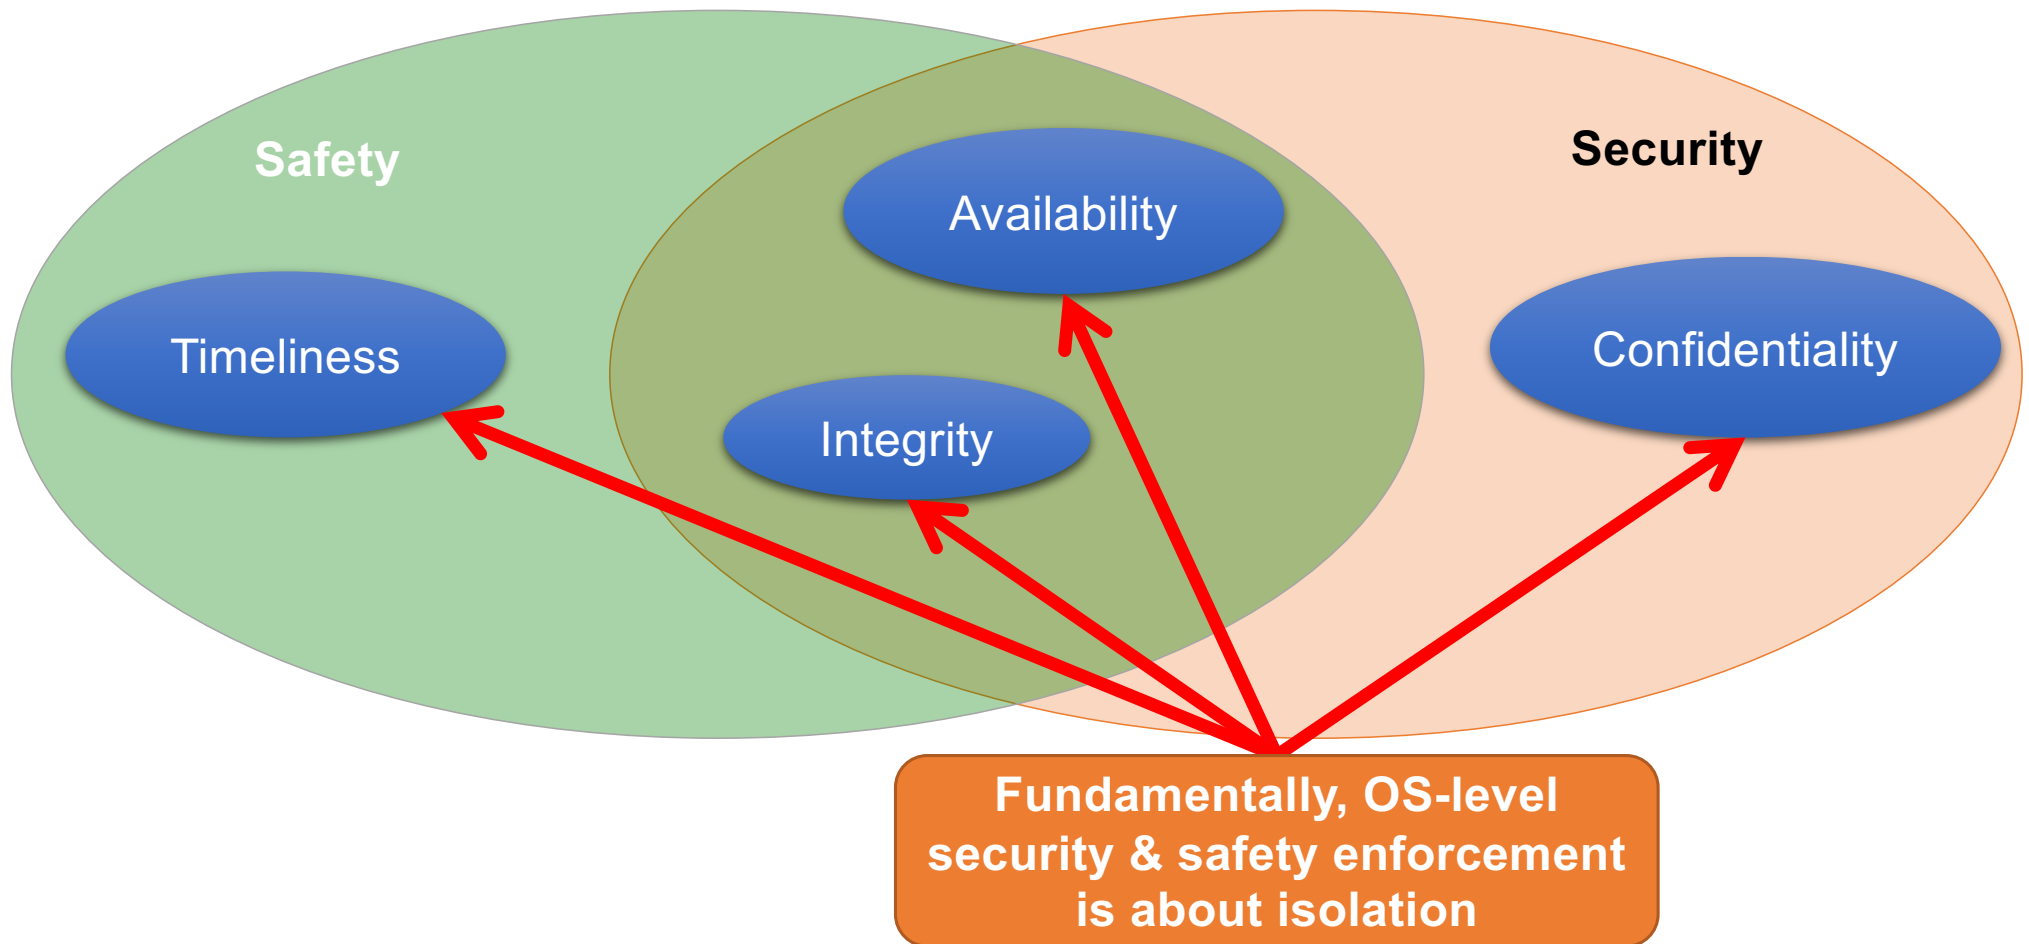 Safety
Security
Availability
Timeliness
Confidentiality
Integrity
Fundamentally, OS-level
security & safety enforcement
is about isolation